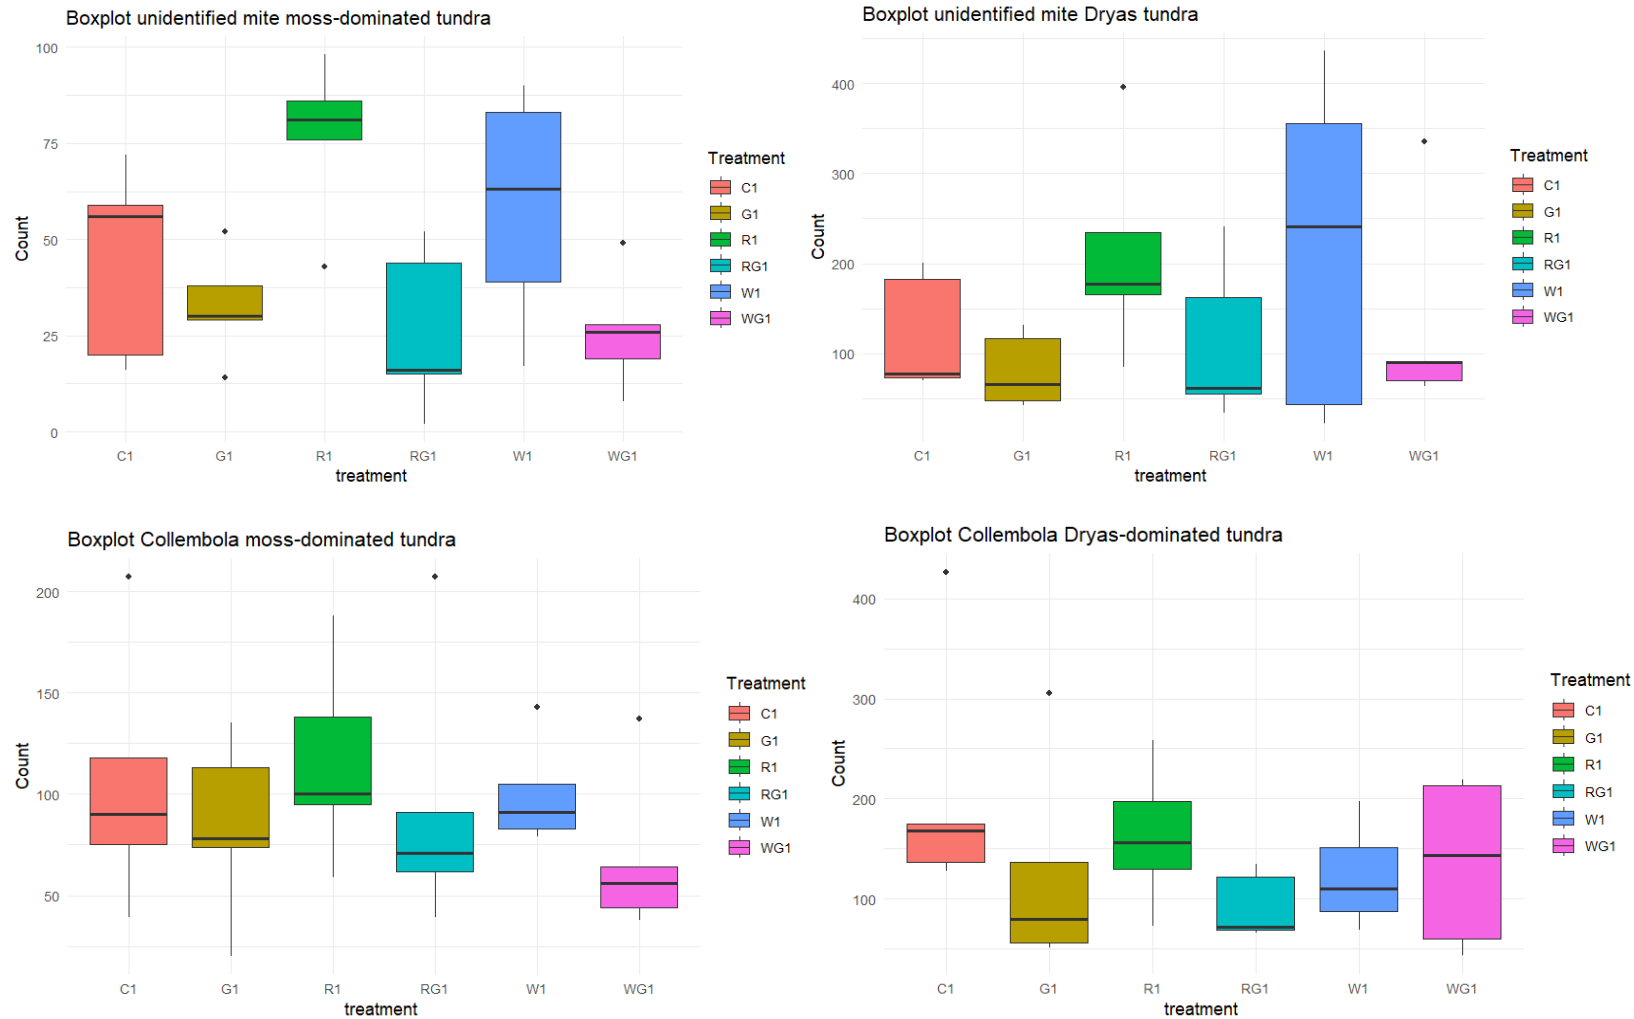 Boxplot unidentified mite moss-dominated tundra
100
75
50
25
0
Count
C1 G1 R1 RG1 W1 WG1
treatment
Treatment
C1
G1
R1
RG1
W1
WG1
Boxplot unidentified mite Dryas tundra
400
300
200
100
Count
C1 G1 R1 RG1 W1 WG1
treatment
Treatment
C1
G1
R1
RG1
W1
WG1
Boxplot Collembola moss-dominated tundra
200
150
100
50
Count
C1 G1 R1 RG1 W1 WG1
treatment
Treatment
C1
G1
R1
RG1
W1
WG1
Boxplot Collembola Dryas-dominated tundra
400
300
200
100
Count
C1 G1 R1 RG1 W1 WG1
treatment
Treatment
C1
G1
R1
RG1
W1
WG1